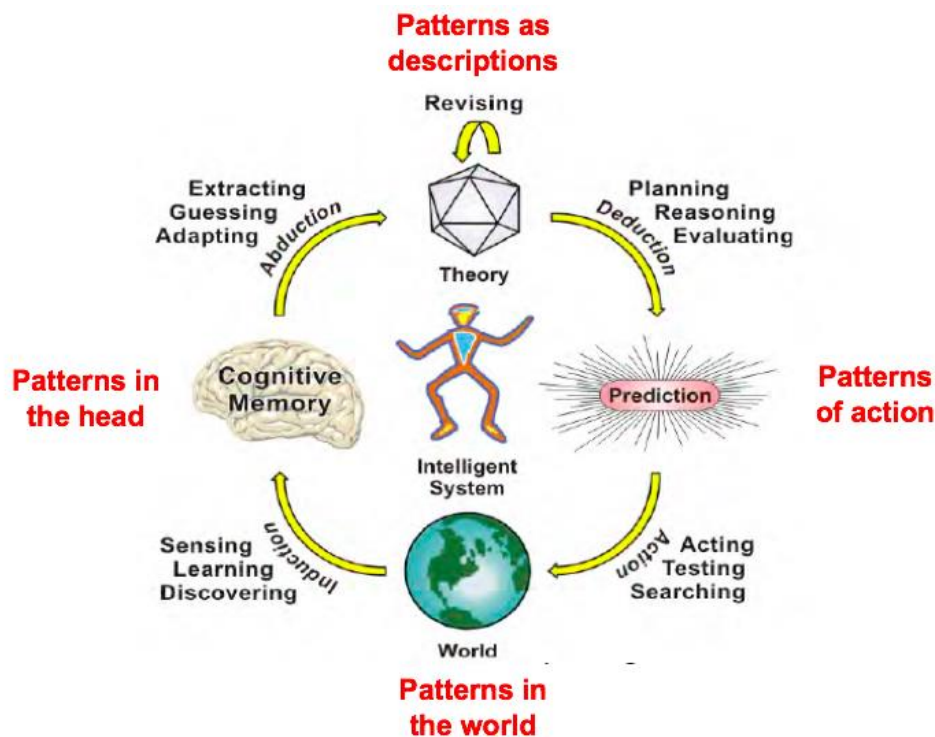 Patterns as
descriptions
Revising
Extracting
Guessing
Adapting
Abduction
Planning
Reasoning
Evaluating
Deduction
Theory
Patterns in
the head
Cognitive
Memory
Prediction
Patterns
of action
Intelligent
System
Sensing
Learning
Discovering
Induction
Acting
Testing
Searching
Action
World
Patterns in
the world